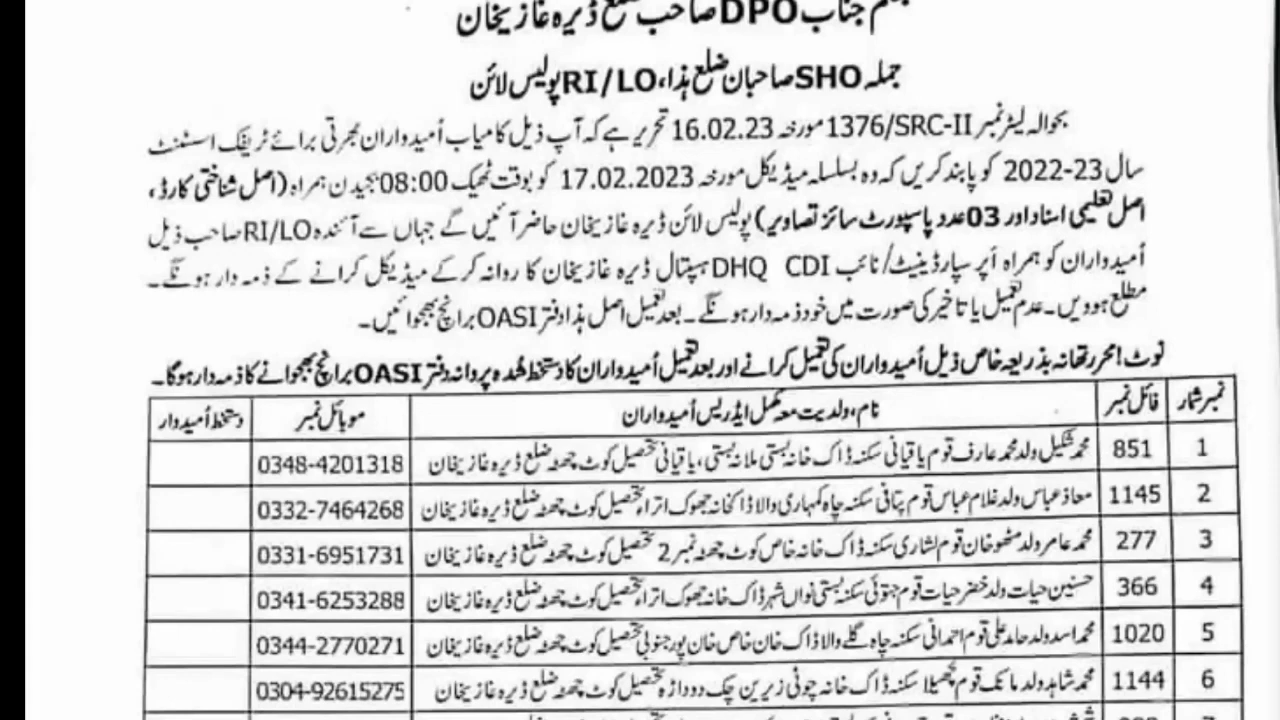 جناب DPO صاحب ضلع ڈیرہ غازیخان
جملہ SHO صاحبان ضلع ہذا، RI/LO پولیس لائن
بحوالہ لیٹر نمبر 1376/SRC-II مورخہ 16.02.23 تحریر ہے کہ آپ ذیل کامیاب اُمیدواران بھرتی برائے ٹریفک اسسٹنٹ
سال 2022-23 کو پابند کریں کہ وہ بسلسلہ میڈیکل مورخہ 17.02.2023 کو بوقت ٹھیک 08:00 بجے دن ہمراہ (اصل شناختی کارڈ،
اصل تعلیمی اسناد اور 03 عدد پاسپورٹ سائز تصاویر) پولیس لائن ڈیرہ غازیخان حاضر آئیں گے جہاں سے آئندہ RI/LO صاحب ذیل
اُمیدواران کو ہمراہ اَپر سپارڈینیٹ/نائب DHQ CDI ہسپتال ڈیرہ غازیخان کا روانہ کر کے میڈیکل کرانے کے ذمہ دار ہونگے۔
مطلع ہوویں۔ عدم تعمیل یا تاخیر کی صورت میں خود ذمہ دار ہونگے۔ بعد تعمیل اصل ہذا دفتر OASI برانچ بھجوائیں۔
نوٹ! محرر تھانہ بذریعہ خاص ذیل اُمیدواران کی تعمیل کرانے اور بعد تعمیل اُمیدواران کا دستخط شُدہ پروانہ دفتر OASI برانچ بھجوانے کا ذمہ دار ہوگا۔
نمبر شمار فائل نمبر نام، ولدیت معہ مکمل ایڈریس اُمیدواران موبائل نمبر دستخط اُمیدوار
1 851 محمد شکیل ولد محمد عارف قوم یاقیانی سکنہ ڈاک خانہ بستی ملانہ بستی، یاقیانی تحصیل کوٹ چھٹہ ضلع ڈیرہ غازیخان 0348-4201318
2 1145 معاذ عباس ولد غلام عباس قوم پتافی سکنہ چاہ کمہاری والا ڈاکخانہ جھوک اترا، تحصیل کوٹ چھٹہ ضلع ڈیرہ غازیخان 0332-7464268
3 277 محمد عامر ولد مٹھو خان قوم لشاری سکنہ ڈاک خانہ خاص کوٹ چھٹہ نمبر 2 تحصیل کوٹ چھٹہ ضلع ڈیرہ غازیخان 0331-6951731
4 366 حسنین حیات ولد خضر حیات قوم جتوئی سکنہ بستی نواں شہر ڈاک خانہ جھوک اترا، تحصیل کوٹ چھٹہ ضلع ڈیرہ غازیخان 0341-6253288
5 1020 محمد اسد ولد حامد علی قوم احمدانی سکنہ چاہ گلے والا ڈاک خان خاص خان پور جنوبی تحصیل کوٹ چھٹہ ضلع ڈیرہ غازیخان 0344-2770271
6 1144 محمد شاہد ولد مانک قوم چھیلا سکنہ ڈاک خانہ چوٹی زیریں چک دوداڑہ تحصیل کوٹ چھٹہ ضلع ڈیرہ غازیخان 0304-92615275